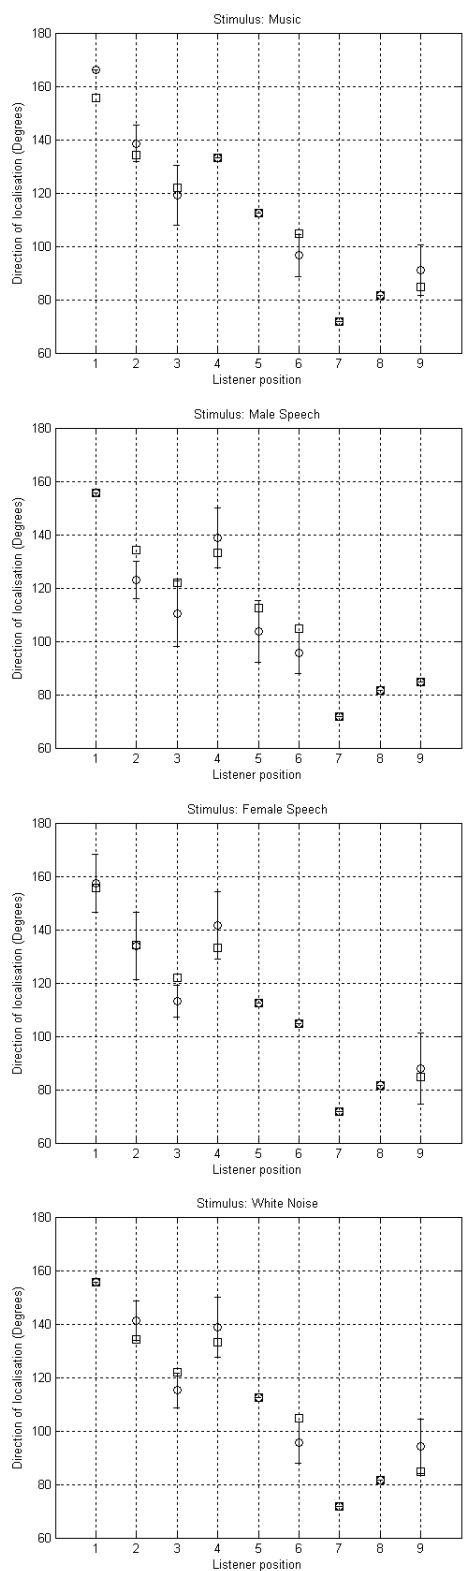 Stimulus: Music
180
160
140
120
100
80
60
Direction of localisation (Degrees)
1 2 3 4 5 6 7 8 9
Listener position
Stimulus: Male Speech
180
160
140
120
100
80
60
Direction of localisation (Degrees)
1 2 3 4 5 6 7 8 9
Listener position
Stimulus: Female Speech
180
160
140
120
100
80
60
Direction of localisation (Degrees)
1 2 3 4 5 6 7 8 9
Listener position
Stimulus: White Noise
180
160
140
120
100
80
60
Direction of localisation (Degrees)
1 2 3 4 5 6 7 8 9
Listener position